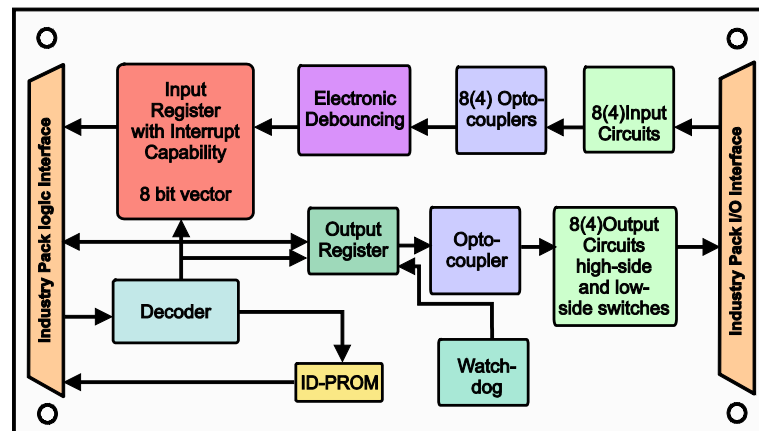 Industry Pack logic Interface
Input
Register
with Interrupt
Capability
8 bit vector
Electronic
Debouncing
8(4) Opto-
couplers
8(4)Input
Circuits
Industry Pack I/O Interface
Output
Register
Opto-
coupler
8(4)Output
Circuits
high-side
and low-
side switches
Decoder
ID-PROM
Watch-
dog